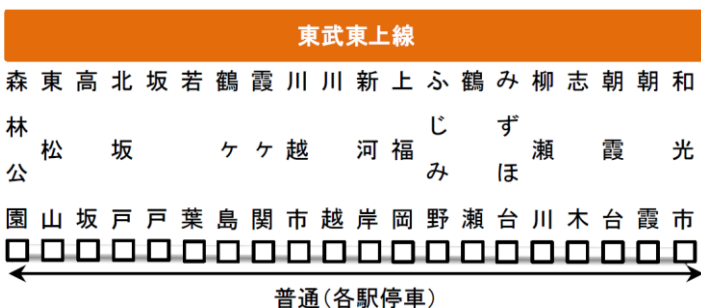 東武東上線
森林公園
東松山
高坂
北坂戸
坂戸
若葉
鶴ヶ島
霞ヶ関
川越市
川越
新河岸
上福岡
ふじみ野
鶴瀬
みずほ台
柳瀬川
志木
朝霞台
朝霞
和光市
普通(各駅停車)